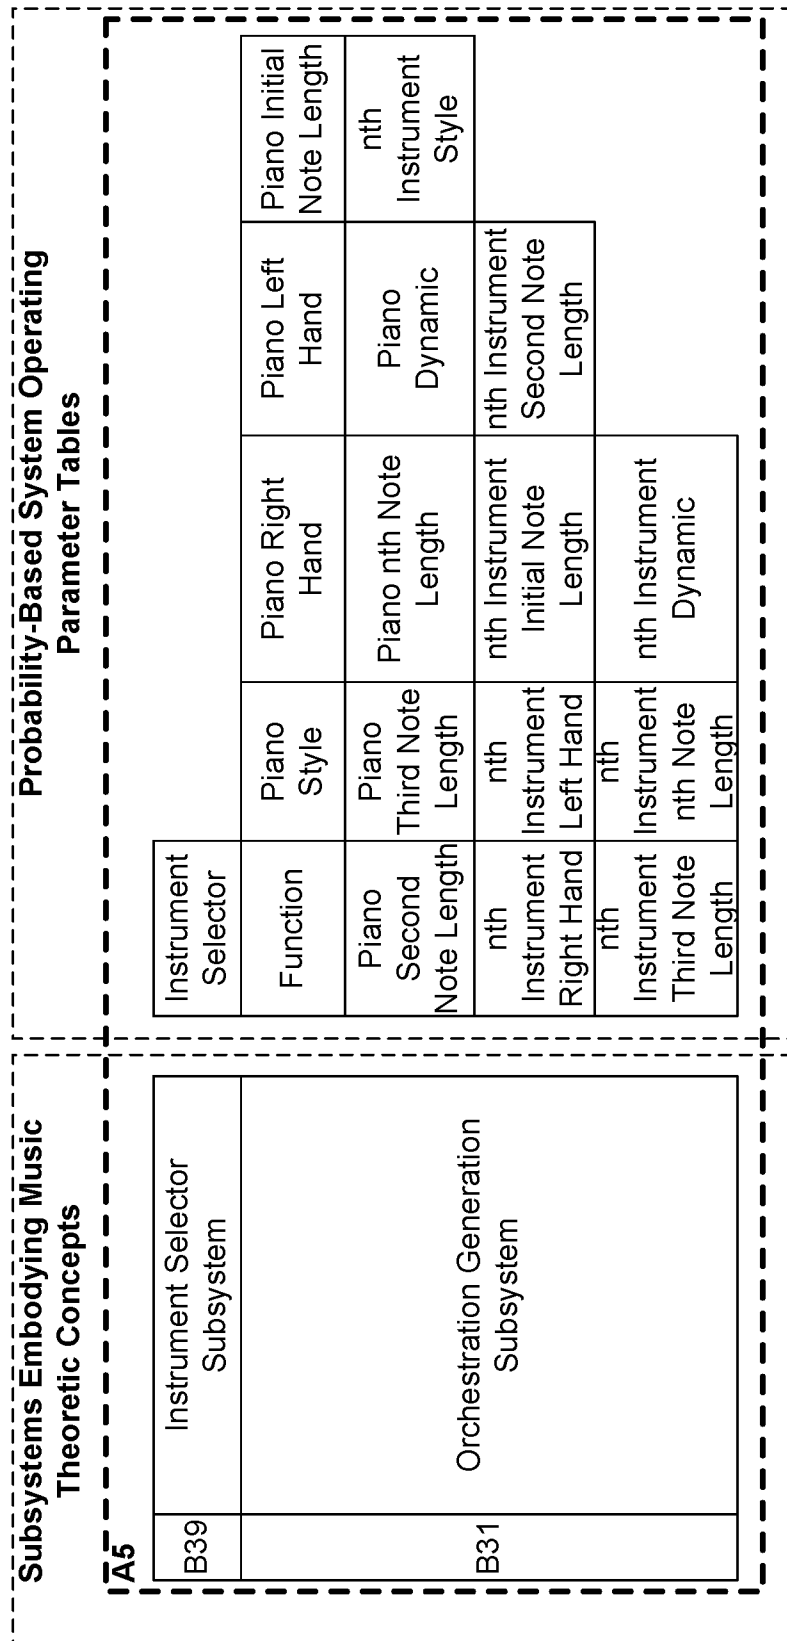 Subsystems Embodying Music
Theoretic Concepts
Probability-Based System Operating
Parameter Tables
A5
B39
Instrument Selector
Subsystem
Instrument
Selector
B31
Orchestration Generation
Subsystem
Function
Piano
Style
Piano Right
Hand
Piano Left
Hand
Piano Initial
Note Length
Piano
Second
Note Length
Piano
Third Note
Length
Piano nth Note
Length
Piano
Dynamic
nth
Instrument
Style
nth
Instrument
Right Hand
nth
Instrument
Left Hand
nth Instrument
Initial Note
Length
nth Instrument
Second Note
Length
nth
Instrument
Third Note
Length
nth
Instrument
nth Note
Length
nth Instrument
Dynamic